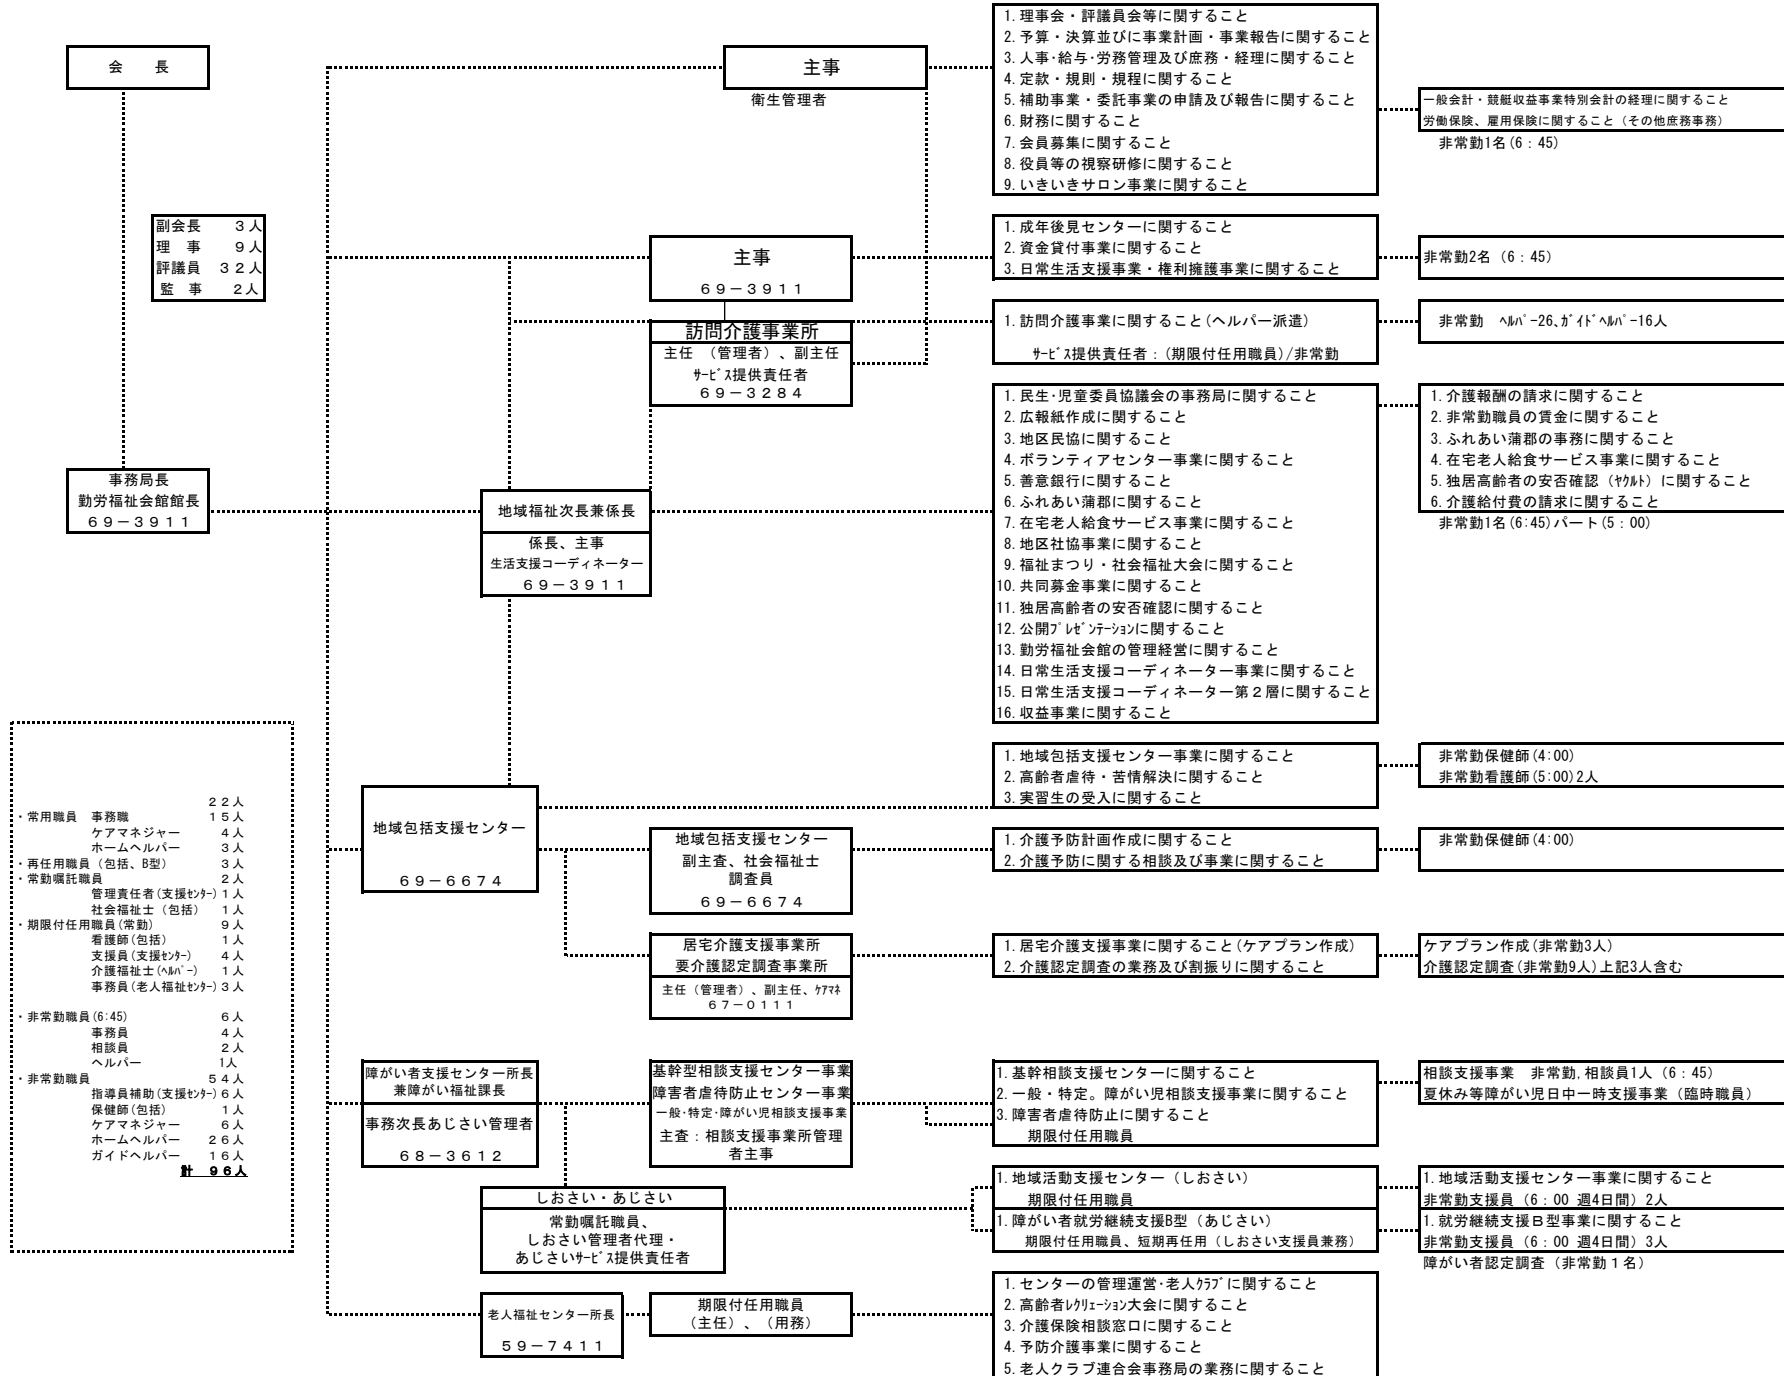 会　　長
副会長　　３人
理　事　　９人
評議員　３２人
監　事　　２人
事務局長
勤労福祉会館館長
６９－３９１１
主事
衛生管理者
1. 理事会・評議員会等に関すること
2. 予算・決算並びに事業計画・事業報告に関すること
3. 人事・給与・労務管理及び庶務・経理に関すること
4. 定款・規則・規程に関すること
5. 補助事業・委託事業の申請及び報告に関すること
6. 財務に関すること
7. 会員募集に関すること
8. 役員等の視察研修に関すること
9. いきいきサロン事業に関すること
一般会計・競艇収益事業特別会計の経理に関すること
労働保険、雇用保険に関すること（その他庶務事務）
非常勤1名(6：45)
主事
６９－３９１１
1. 成年後見センターに関すること
2. 資金貸付事業に関すること
3. 日常生活支援事業・権利擁護事業に関すること
非常勤2名（6：45）
訪問介護事業所
主任　（管理者）、副主任
ｻｰﾋﾞｽ提供責任者
６９－３２８４
1. 訪問介護事業に関すること(ヘルパー派遣)
ｻｰﾋﾞｽ提供責任者：(期限付任用職員)/非常勤
非常勤　ﾍﾙﾊﾟｰ26、ｶﾞｲﾄﾞﾍﾙﾊﾟｰ16人
地域福祉次長兼係長
係長、主事
生活支援コーディネーター
６９－３９１１
1. 民生・児童委員協議会の事務局に関すること
2. 広報紙作成に関すること
3. 地区民協に関すること
4. ボランティアセンター事業に関すること
5. 善意銀行に関すること
6. ふれあい蒲郡に関すること
7. 在宅老人給食サービス事業に関すること
8. 地区社協事業に関すること
9. 福祉まつり・社会福祉大会に関すること
10. 共同募金事業に関すること
11. 独居高齢者の安否確認に関すること
12. 公開ﾌﾟﾚｾﾞﾝﾃｰｼｮﾝに関すること
13. 勤労福祉会館の管理経営に関すること
14. 日常生活支援コーディネーター事業に関すること
15. 日常生活支援コーディネーター第２層に関すること
16. 収益事業に関すること
1. 介護報酬の請求に関すること
2. 非常勤職員の賃金に関すること
3. ふれあい蒲郡の事務に関すること
4. 在宅老人給食サービス事業に関すること
5. 独居高齢者の安否確認（ﾔｸﾙﾄ）に関すること
6. 介護給付費の請求に関すること
非常勤1名(6:45)パート(5：00)
地域包括支援センター
６９－６６７４
1. 地域包括支援センター事業に関すること
2. 高齢者虐待・苦情解決に関すること
3. 実習生の受入に関すること
非常勤保健師(4:00)
非常勤看護師(5:00)2人
地域包括支援センター
副主査、社会福祉士
調査員
６９－６６７４
1. 介護予防計画作成に関すること
2. 介護予防に関する相談及び事業に関すること
非常勤保健師(4:00)
居宅介護支援事業所
要介護認定調査事業所
主任（管理者）、副主任、ｹｱﾏﾈ
６７－０１１１
1. 居宅介護支援事業に関すること(ケアプラン作成)
2. 介護認定調査の業務及び割振りに関すること
ケアプラン作成(非常勤3人)
介護認定調査(非常勤9人)上記3人含む
２２人
・常用職員　事務職　１５人
ケアマネジャー　４人
ホームヘルパー　３人
・再任用職員（包括、B型）　３人
・常勤嘱託職員　２人
管理責任者(支援ｾﾝﾀｰ)１人
社会福祉士（包括）　１人
・期限付任用職員(常勤)　９人
看護師(包括)　１人
支援員(支援ｾﾝﾀｰ)　４人
介護福祉士(ﾍﾙﾊﾟｰ)　１人
事務員(老人福祉ｾﾝﾀｰ)３人
・非常勤職員(6:45)　６人
事務員　４人
相談員　２人
ヘルパー　1人
・非常勤職員　５４人
指導員補助(支援ｾﾝﾀｰ)６人
保健師(包括)　１人
ケアマネジャー　６人
ホームヘルパー　２６人
ガイドヘルパー　１６人
計　９６人
障がい者支援センター所長
兼障がい福祉課長
事務次長あじさい管理者
６８－３６１２
基幹型相談支援センター事業
障害者虐待防止センター事業
一般・特定・障がい児相談支援事業
主査：相談支援事業所管理
者主事
1. 基幹相談支援センターに関すること
2. 一般・特定。障がい児相談支援事業に関すること
3. 障害者虐待防止に関すること
期限付任用職員
相談支援事業　非常勤,相談員1人（6：45）
夏休み等障がい児日中一時支援事業（臨時職員）
しおさい・あじさい
常勤嘱託職員、
しおさい管理者代理・
あじさいｻｰﾋﾞｽ提供責任者
1. 地域活動支援センター（しおさい）
期限付任用職員
1. 障がい者就労継続支援B型（あじさい）
期限付任用職員、短期再任用（しおさい支援員兼務）
1. 地域活動支援センター事業に関すること
非常勤支援員（6：00 週4日間）2人
1. 就労継続支援Ｂ型事業に関すること
非常勤支援員（6：00 週4日間）3人
障がい者認定調査（非常勤１名）
老人福祉センター所長
５９－７４１１
期限付任用職員
（主任）、（用務）
1. センターの管理運営・老人ｸﾗﾌﾞに関すること
2. 高齢者ﾚｸﾘｴｰｼｮﾝ大会に関すること
3. 介護保険相談窓口に関すること
4. 予防介護事業に関すること
5. 老人クラブ連合会事務局の業務に関すること